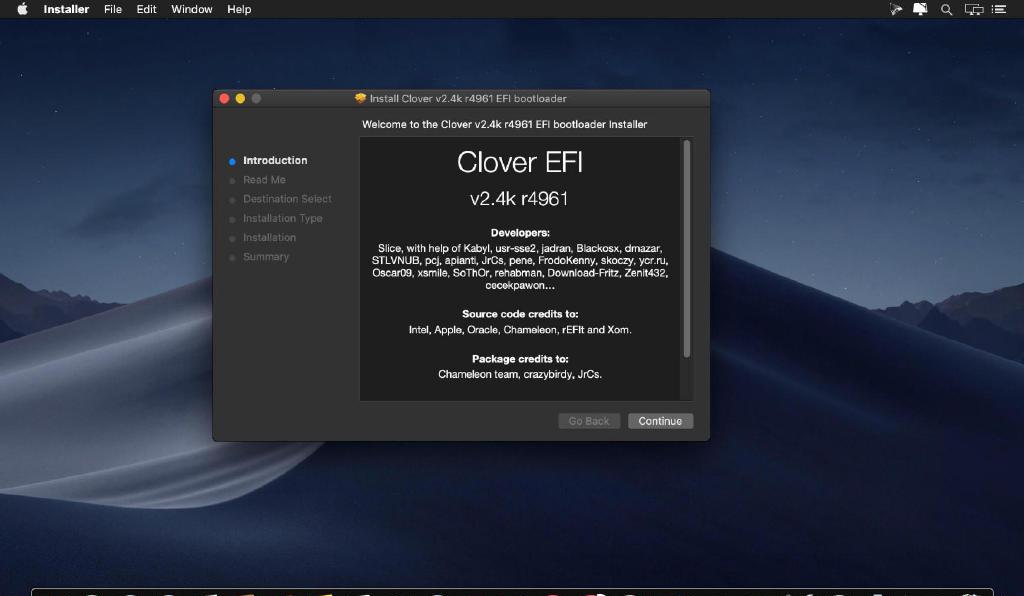 Installer File Edit Window Help
Install Clover v2.4k r4961 EFI bootloader
Welcome to the Clover v2.4k r4961 EFI bootloader Installer
Introduction
Read Me
Destination Select
Installation Type
Installation
Summary
Clover EFI
v2.4k r4961
Developers:
Slice, with help of Kabyl, usr-sse2, jadran, Blackosx, dmazar,
STLVNUB, pcj, apianti, JrCs, pene, FrodoKenny, skoczy, ycr.ru,
Oscar09, xsmile, SoThOr, rehabman, Download-Fritz, Zenit432,
cecekpawon...
Source code credits to:
Intel, Apple, Oracle, Chameleon, rEFIt and Xom.
Package credits to:
Chameleon team, crazybirdy, JrCs.
Go Back Continue